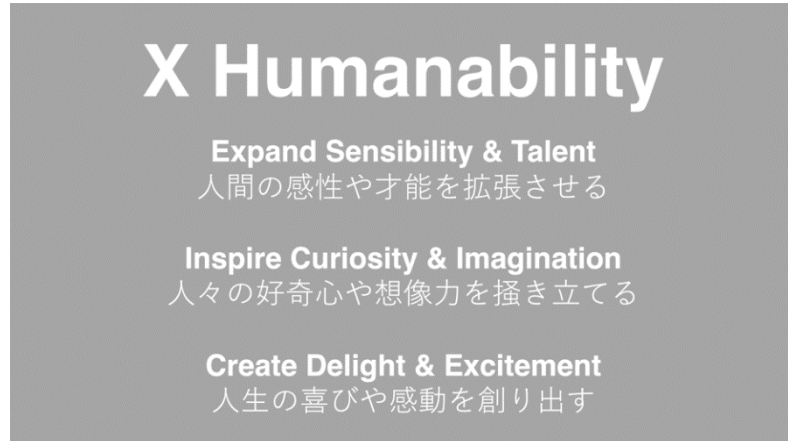 X Humanability
Expand Sensibility & Talent
人間の感性や才能を拡張させる
Inspire Curiosity & Imagination
人々の好奇心や想像力を掻き立てる
Create Delight & Excitement
人生の喜びや感動を創り出す